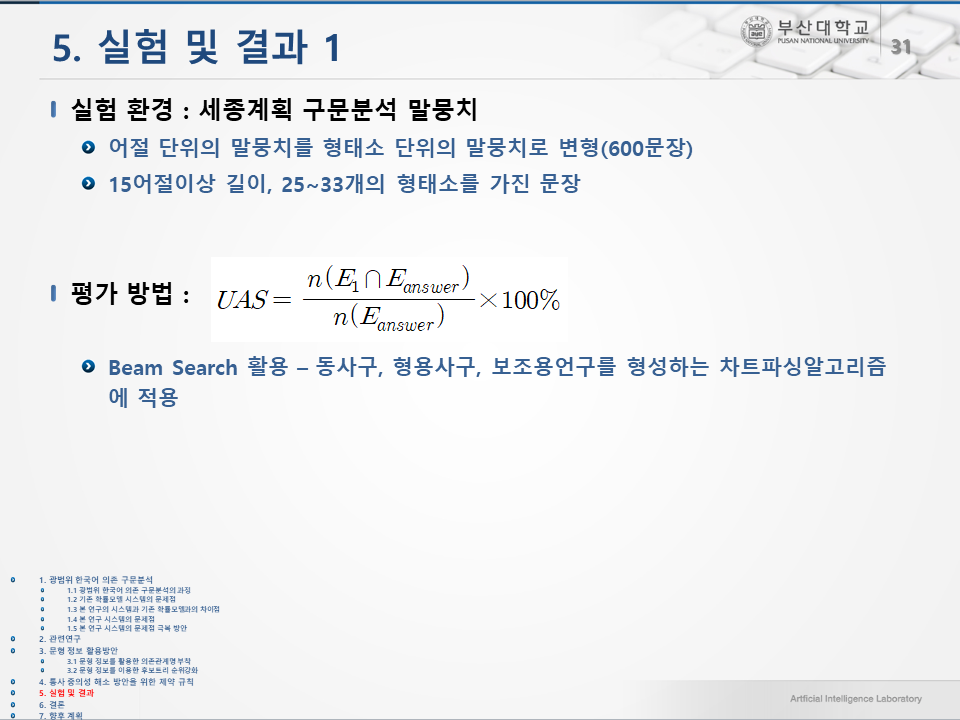 5. 실험 및 결과 1
부산대학교
PUSAN NATIONAL UNIVERSITY
31
실험 환경 : 세종계획 구문분석 말뭉치
어절 단위의 말뭉치를 형태소 단위의 말뭉치로 변형(600문장)
15어절이상 길이, 25~33개의 형태소를 가진 문장
평가 방법 : UAS = n(E₁ ∩ E_answer) / n(E_answer) × 100%
Beam Search 활용 – 동사구, 형용사구, 보조용언구를 형성하는 차트파싱알고리즘
에 적용
1. 광범위 한국어 의존 구문분석
1.1 광범위 한국어 의존 구문분석의 과정
1.2 기존 확률모델 시스템의 문제점
1.3 본 연구의 시스템과 기존 확률모델과의 차이점
1.4 본 연구 시스템의 문제점
1.5 본 연구 시스템의 문제점 극복 방안
2. 관련연구
3. 문형 정보 활용방안
3.1 문형 정보를 활용한 의존관계명 부착
3.2 문형 정보를 이용한 후보트리 순위강화
4. 통사 중의성 해소 방안을 위한 제약 규칙
5. 실험 및 결과
6. 결론
7. 향후 계획
Artficial Intelligence Laboratory